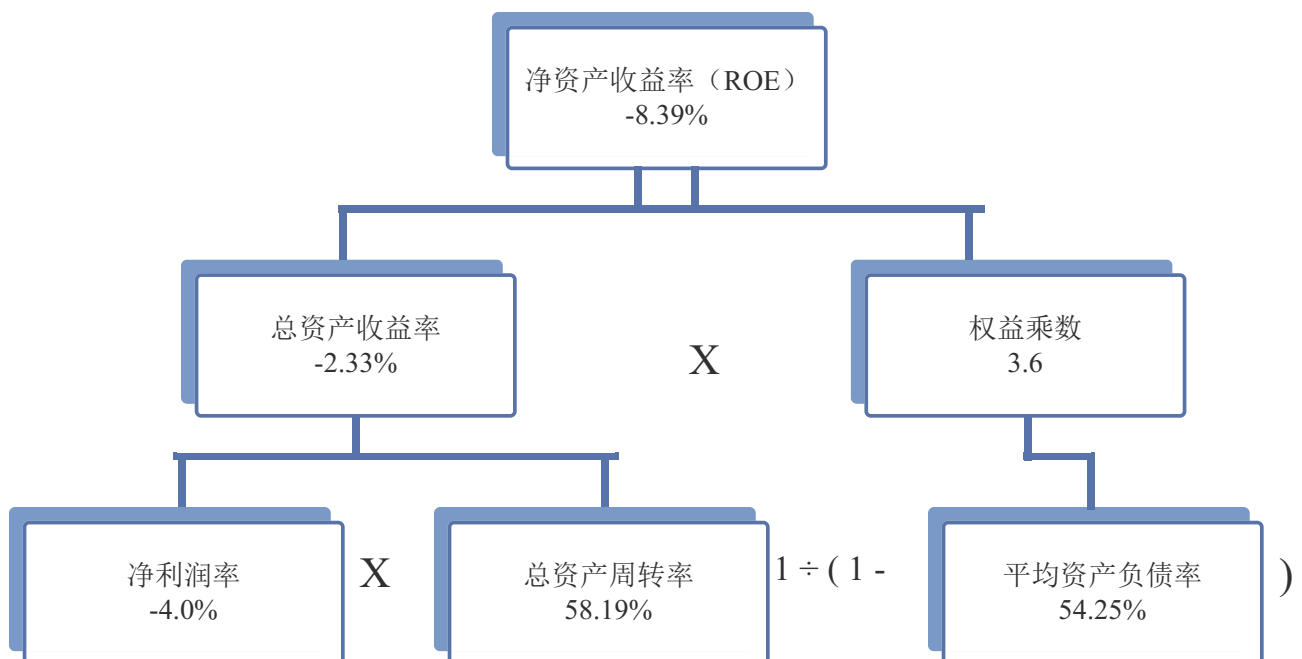 净资产收益率（ROE）
-8.39%
总资产收益率
-2.33%
X
权益乘数
3.6
净利润率
-4.0%
X
总资产周转率
58.19%
1 ÷ ( 1 -
平均资产负债率
54.25%
)